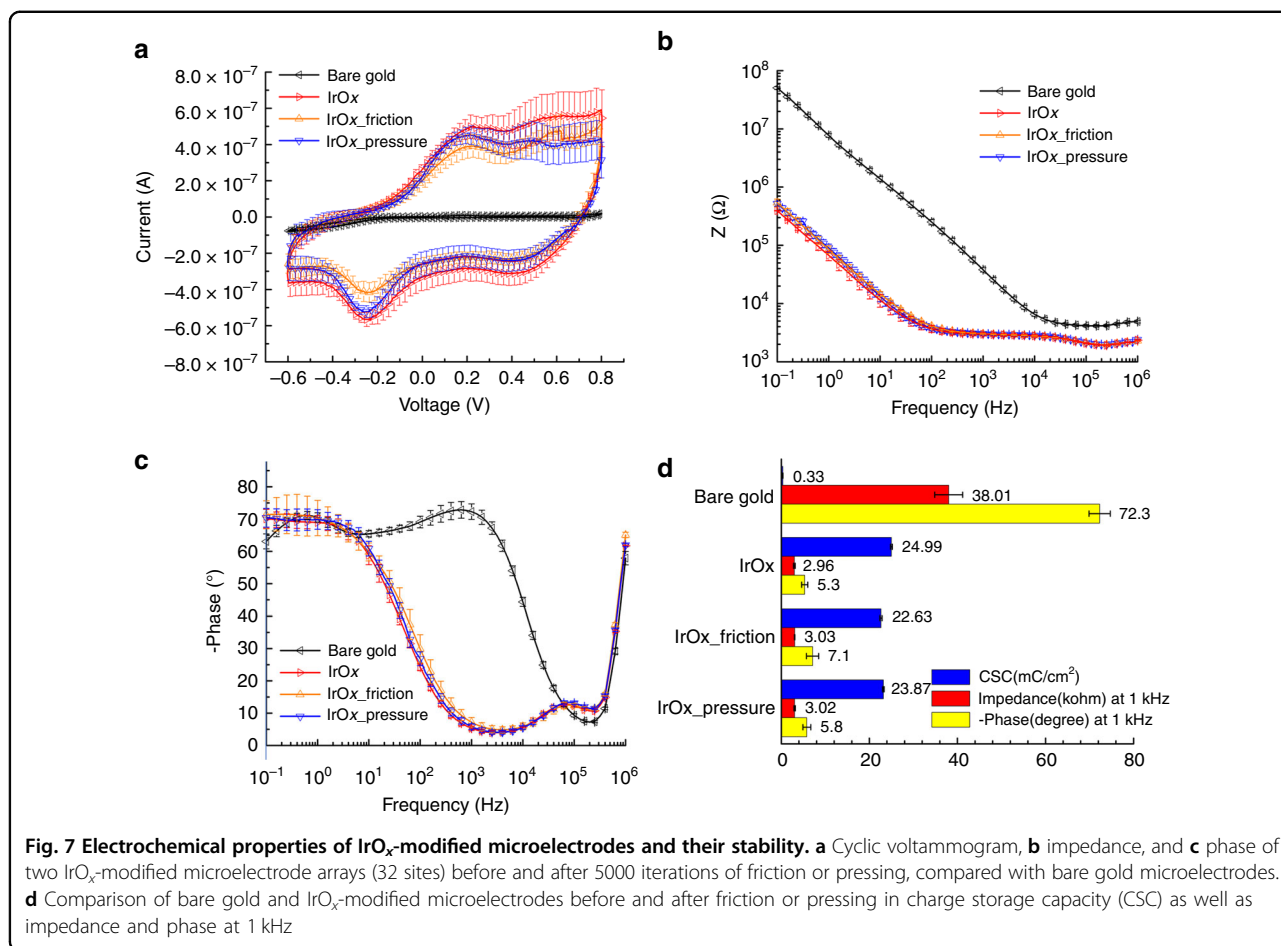 a
8.0 × 10⁻⁷
6.0 × 10⁻⁷
4.0 × 10⁻⁷
2.0 × 10⁻⁷
0.0
−2.0 × 10⁻⁷
−4.0 × 10⁻⁷
−6.0 × 10⁻⁷
−8.0 × 10⁻⁷
Current (A)
Bare gold
IrOx
IrOx_friction
IrOx_pressure
−0.6 −0.4 −0.2 0.0 0.2 0.4 0.6 0.8
Voltage (V)
b
10⁸
10⁷
10⁶
10⁵
10⁴
10³
Z (Ω)
Bare gold
IrOx
IrOx_friction
IrOx_pressure
10⁻¹ 10⁰ 10¹ 10² 10³ 10⁴ 10⁵ 10⁶
Frequency (Hz)
c
80
70
60
50
40
30
20
10
0
-Phase (°)
Bare gold
IrOx
IrOx_friction
IrOx_pressure
10⁻¹ 10⁰ 10¹ 10² 10³ 10⁴ 10⁵ 10⁶
Frequency (Hz)
d
Bare gold
0.33
38.01
72.3
IrOx
24.99
2.96
5.3
IrOx_friction
22.63
3.03
7.1
IrOx_pressure
23.87
3.02
5.8
CSC(mC/cm²)
Impedance(kohm) at 1 kHz
-Phase(degree) at 1 kHz
0 20 40 60 80
Fig. 7 Electrochemical properties of IrOₓ-modified microelectrodes and their stability. a Cyclic voltammogram, b impedance, and c phase of
two IrOₓ-modified microelectrode arrays (32 sites) before and after 5000 iterations of friction or pressing, compared with bare gold microelectrodes.
d Comparison of bare gold and IrOₓ-modified microelectrodes before and after friction or pressing in charge storage capacity (CSC) as well as
impedance and phase at 1 kHz